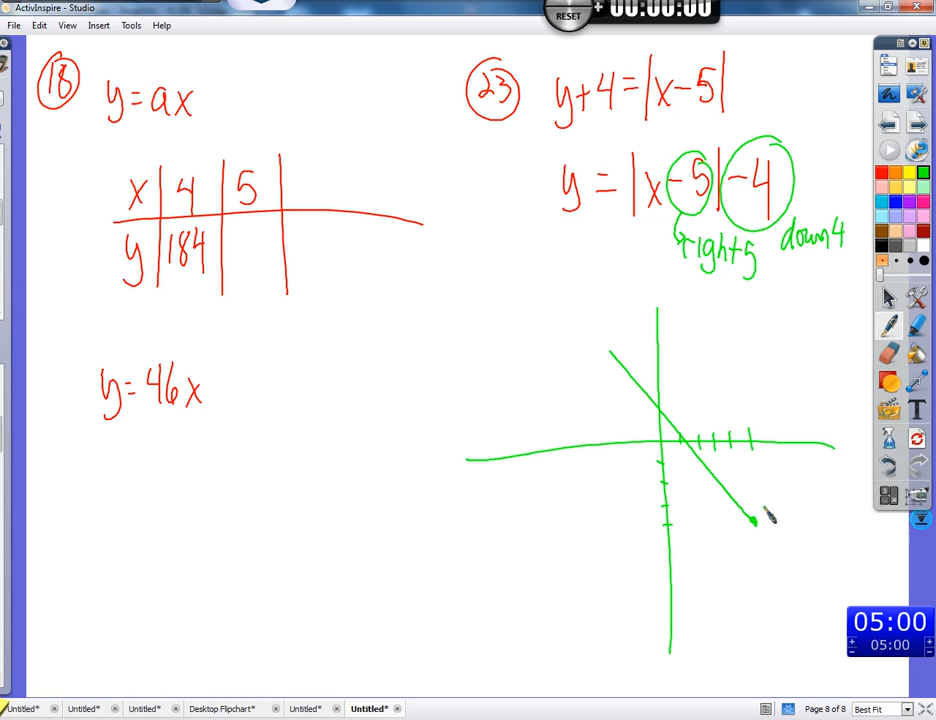 ActivInspire - Studio
RESET
00:00:00
File Edit View Insert Tools Help
18
y=ax
x 4 5
y 184
y=46x
23
y+4=|x-5|
y = |x-5|-4
right 5
down 4
05:00
05:00
Untitled* Untitled* Untitled* Desktop Flipchart* Untitled* Untitled*
Page 8 of 8
Best Fit